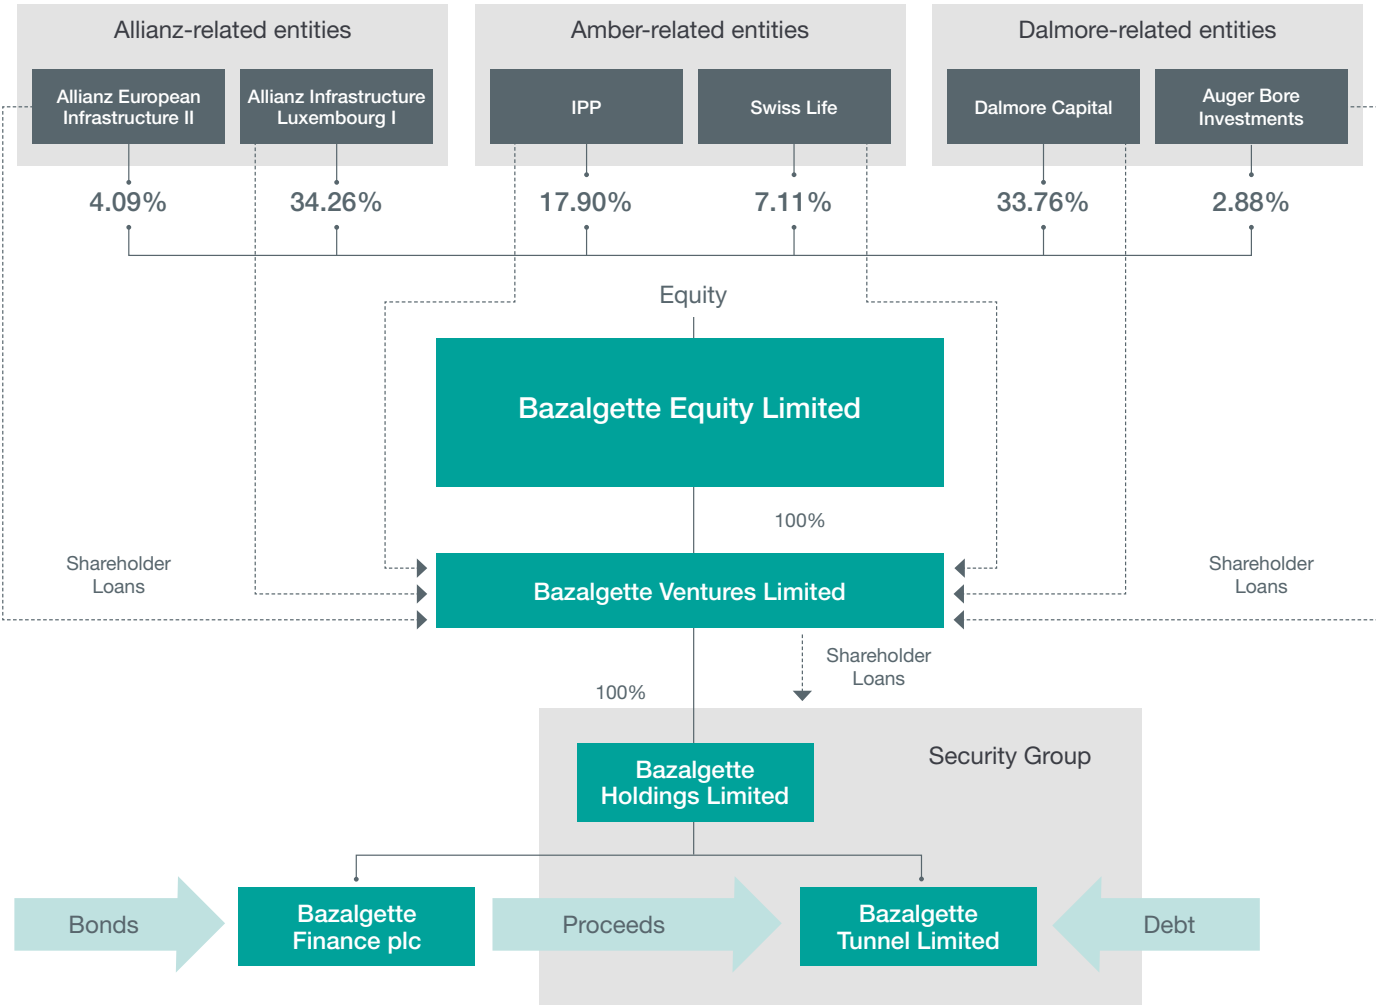 Allianz-related entities
Amber-related entities
Dalmore-related entities
Allianz European
Infrastructure II
Allianz Infrastructure
Luxembourg I
IPP
Swiss Life
Dalmore Capital
Auger Bore
Investments
4.09%
34.26%
17.90%
7.11%
33.76%
2.88%
Equity
Bazalgette Equity Limited
100%
Shareholder
Loans
Bazalgette Ventures Limited
Shareholder
Loans
Shareholder
Loans
100%
Security Group
Bazalgette
Holdings Limited
Bonds
Bazalgette
Finance plc
Proceeds
Bazalgette
Tunnel Limited
Debt